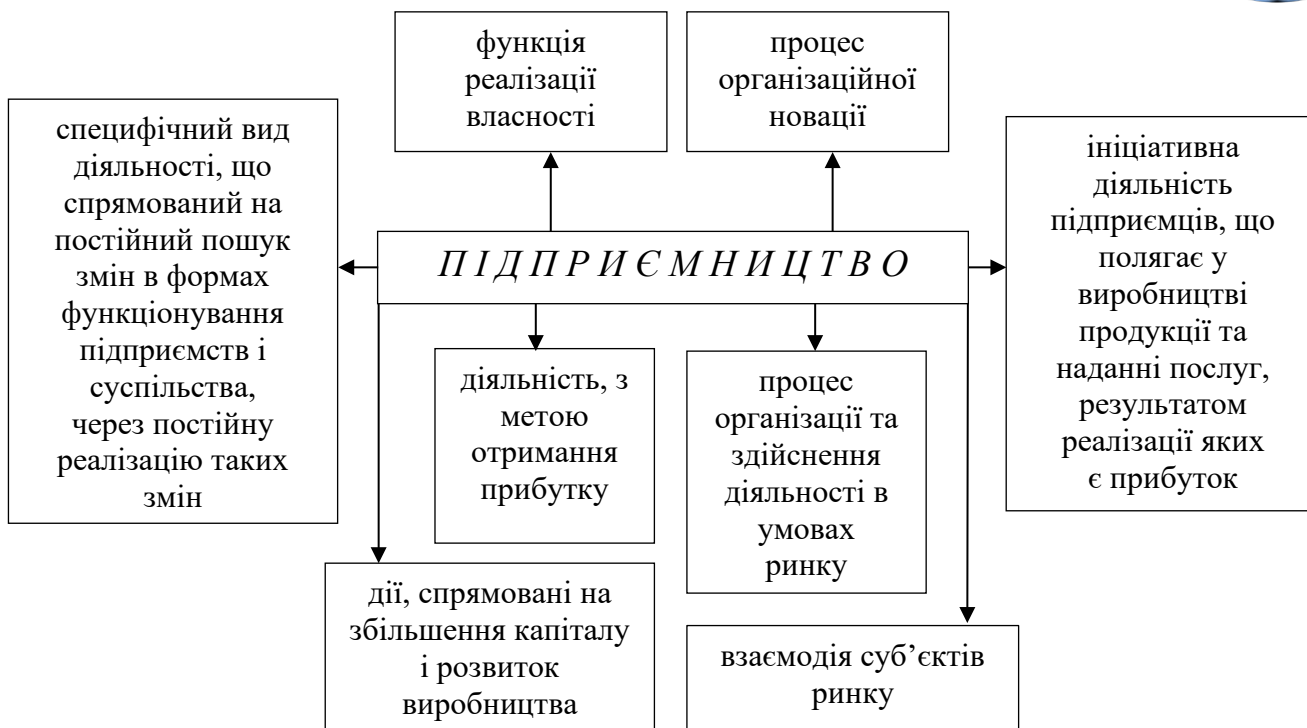 функція
реалізації
власності
процес
організаційної
новації
специфічний вид
діяльності, що
спрямований на
постійний пошук
змін в формах
функціонування
підприємств і
суспільства,
через постійну
реалізацію таких
змін
ініціативна
діяльність
підприємців, що
полягає у
виробництві
продукції та
наданні послуг,
результатом
реалізації яких
є прибуток
П І Д П Р И Є М Н И Ц Т В О
діяльність, з
метою
отримання
прибутку
процес
організації та
здійснення
діяльності в
умовах
ринку
дії, спрямовані на
збільшення капіталу
і розвиток
виробництва
взаємодія суб’єктів
ринку